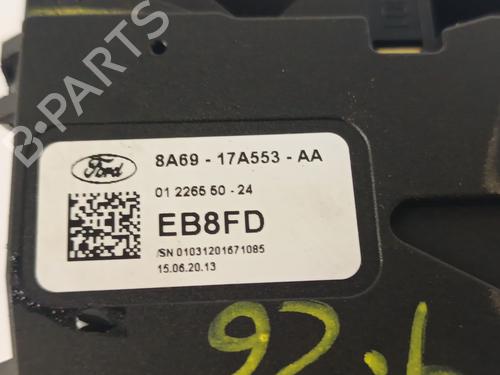 B-Parts
Ford
8A69 - 17A553 - AA
01 2265 50 - 24
EB8FD
/SN 01031201671085
15.06.20.13